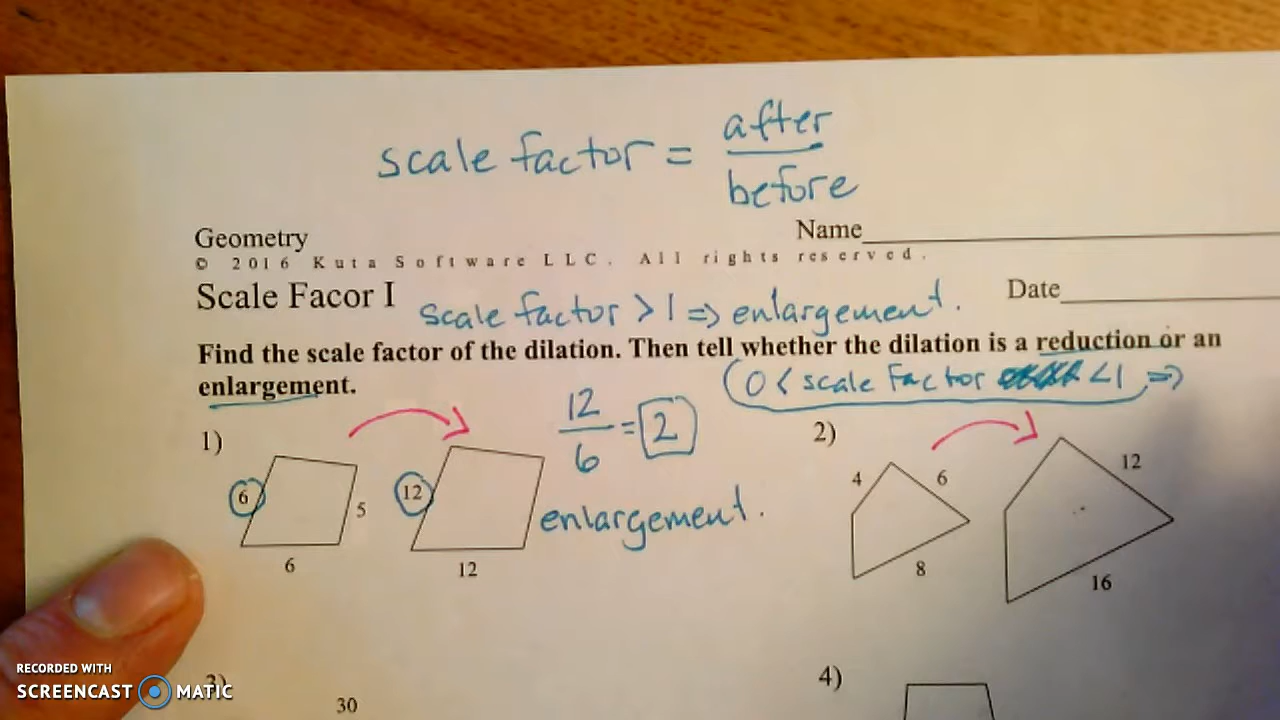 scale factor = after
before
Geometry
Name
© 2016 Kuta Software LLC. All rights reserved.
Scale Facor I
scale factor > 1 => enlargement.
Date
Find the scale factor of the dilation. Then tell whether the dilation is a reduction or an
enlargement.
0 < scale factor < 1 =>
1)
12
6
= 2
2)
6
5
6
12
12
enlargement.
4
6
8
12
16
3)
30
4)
RECORDED WITH
SCREENCAST MATIC